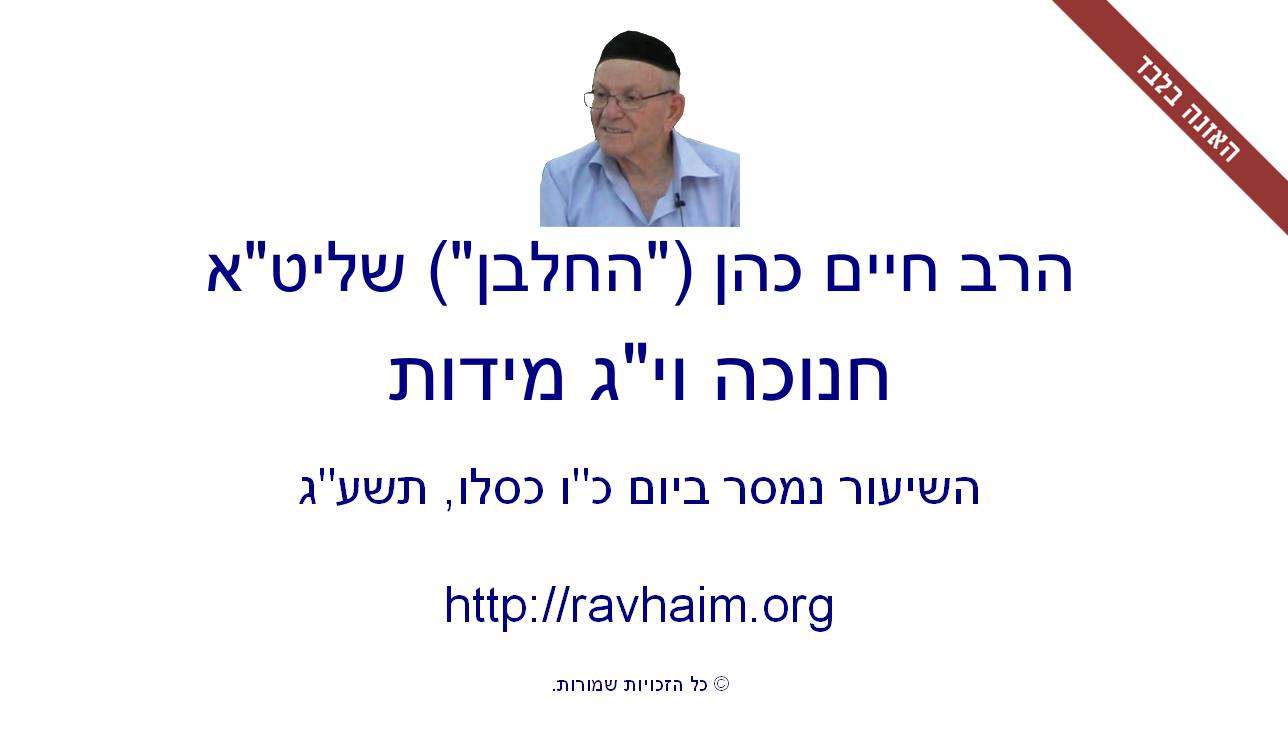 האזנה בלבד
הרב חיים כהן ("החלבן") שליט"א
חנוכה וי"ג מידות
השיעור נמסר ביום כ''ו כסלו, תשע''ג
http://ravhaim.org
© כל הזכויות שמורות.